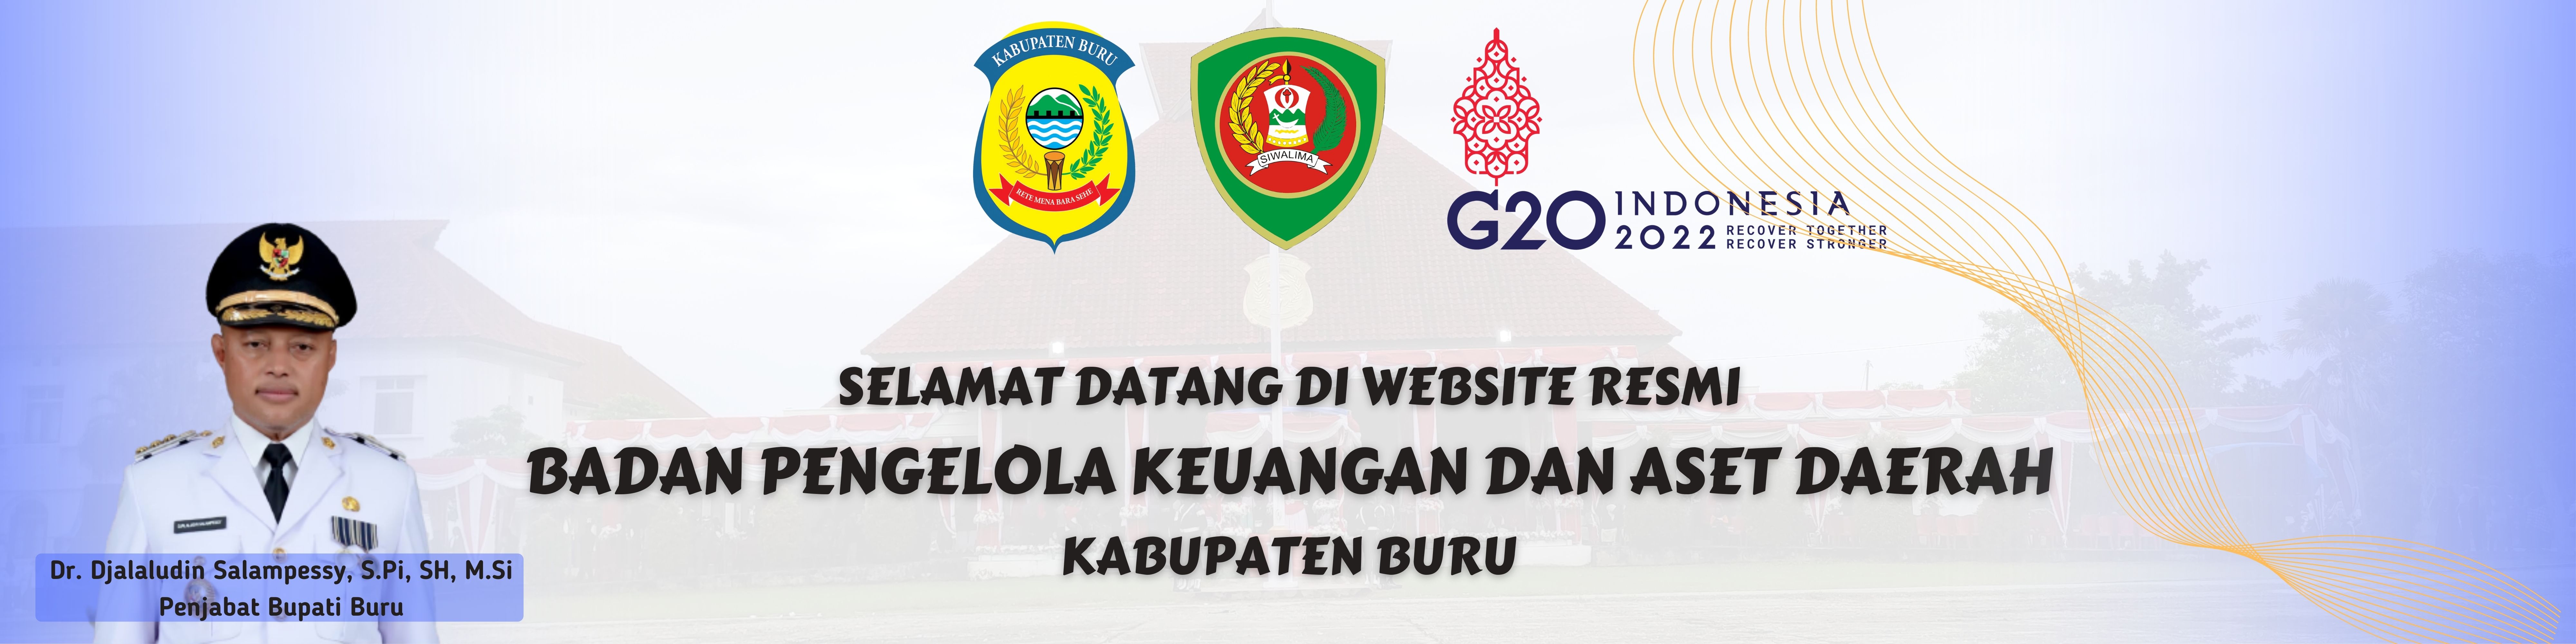 KABUPATEN BURU
RETE MENA BARA SEHE
SIWALIMA
G20 INDONESIA
2022 RECOVER TOGETHER
RECOVER STRONGER
SELAMAT DATANG DI WEBSITE RESMI
BADAN PENGELOLA KEUANGAN DAN ASET DAERAH
KABUPATEN BURU
Dr. Djalaludin Salampessy, S.Pi, SH, M.Si
Penjabat Bupati Buru